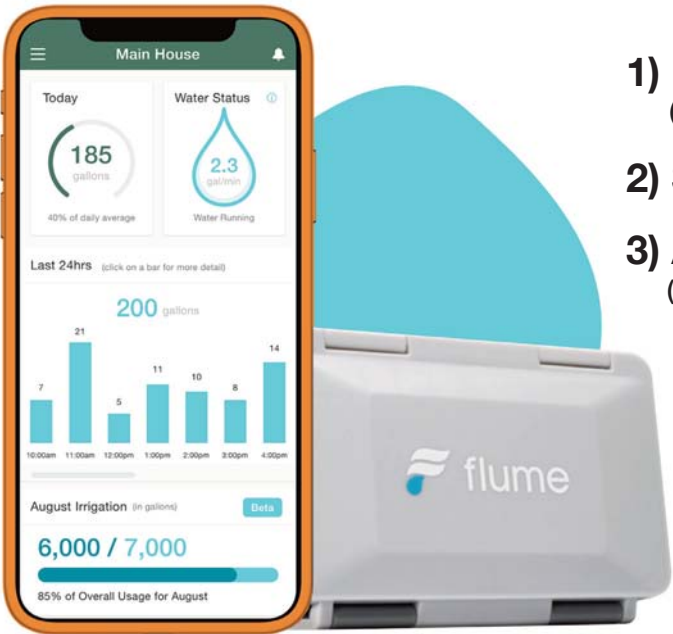 Main House
Today
185
gallons
40% of daily average
Water Status
2.3
gal/min
Water Running
Last 24hrs (click on a bar for more detail)
200 gallons
7
21
5
11
10
8
14
10:00am 11:00am 12:00pm 1:00pm 2:00pm 3:00pm 4:00pm
August Irrigation (in gallons)
Beta
6,000 / 7,000
85% of Overall Usage for August
flume
1)
2)
3)